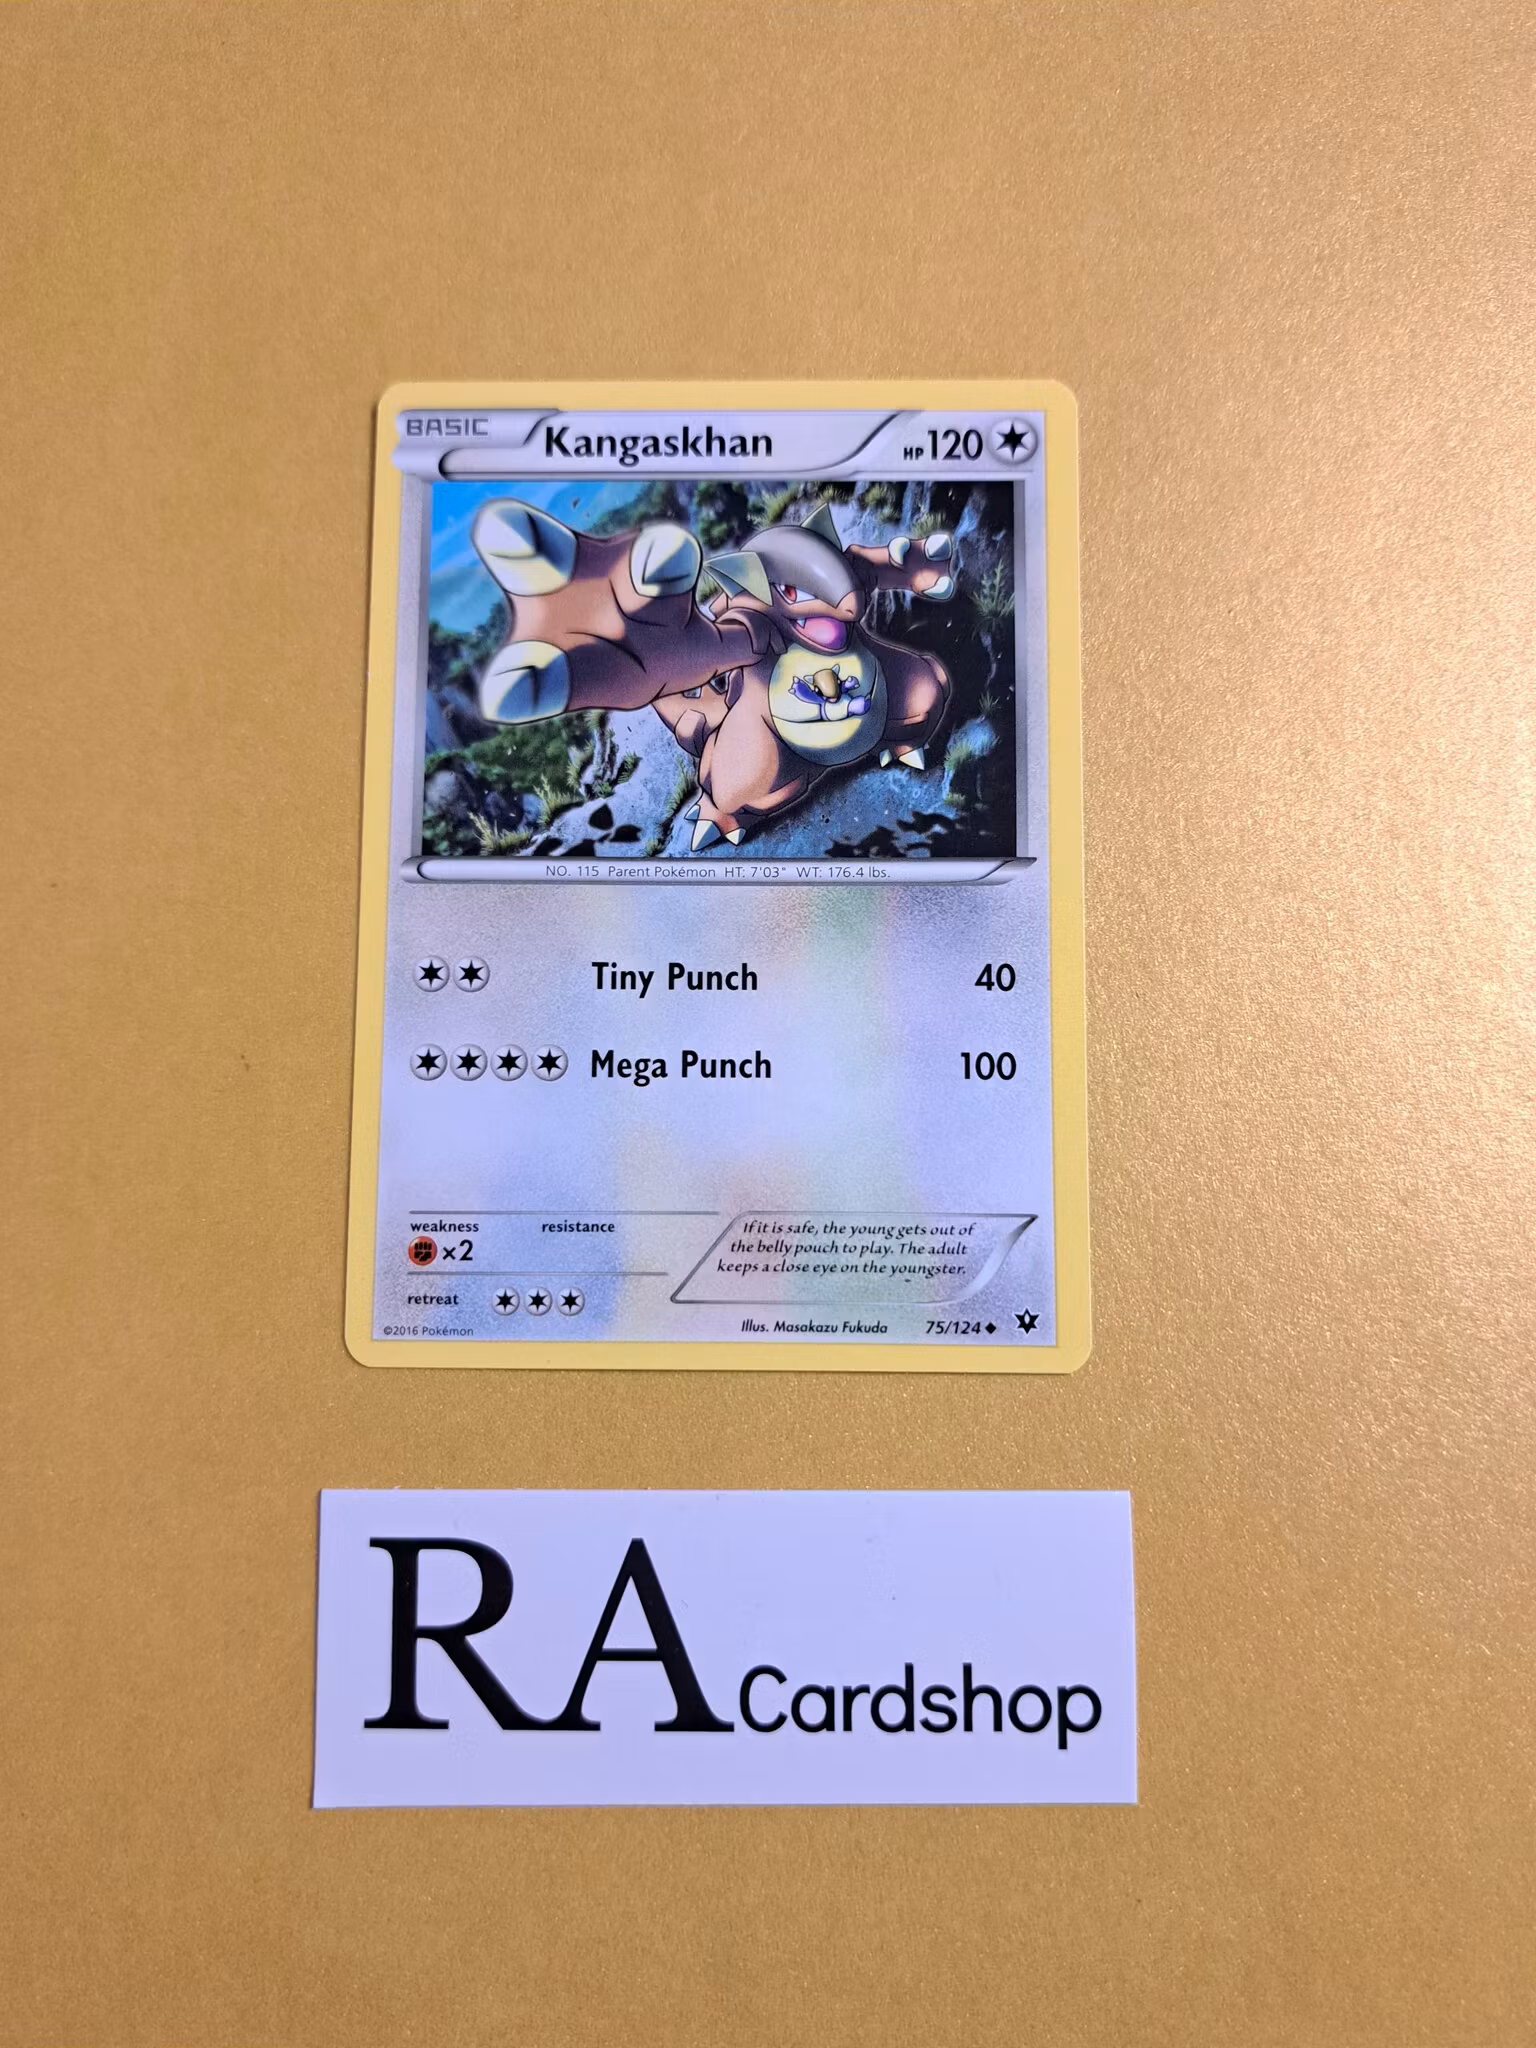 BASIC
Kangaskhan
HP 120
NO. 115 Parent Pokémon HT: 7'03" WT: 176.4 lbs.
Tiny Punch 40
Mega Punch 100
weakness resistance
×2
If it is safe, the young gets out of
the belly pouch to play. The adult
keeps a close eye on the youngster.
retreat
©2016 Pokémon
Illus. Masakazu Fukuda 75/124
RA Cardshop